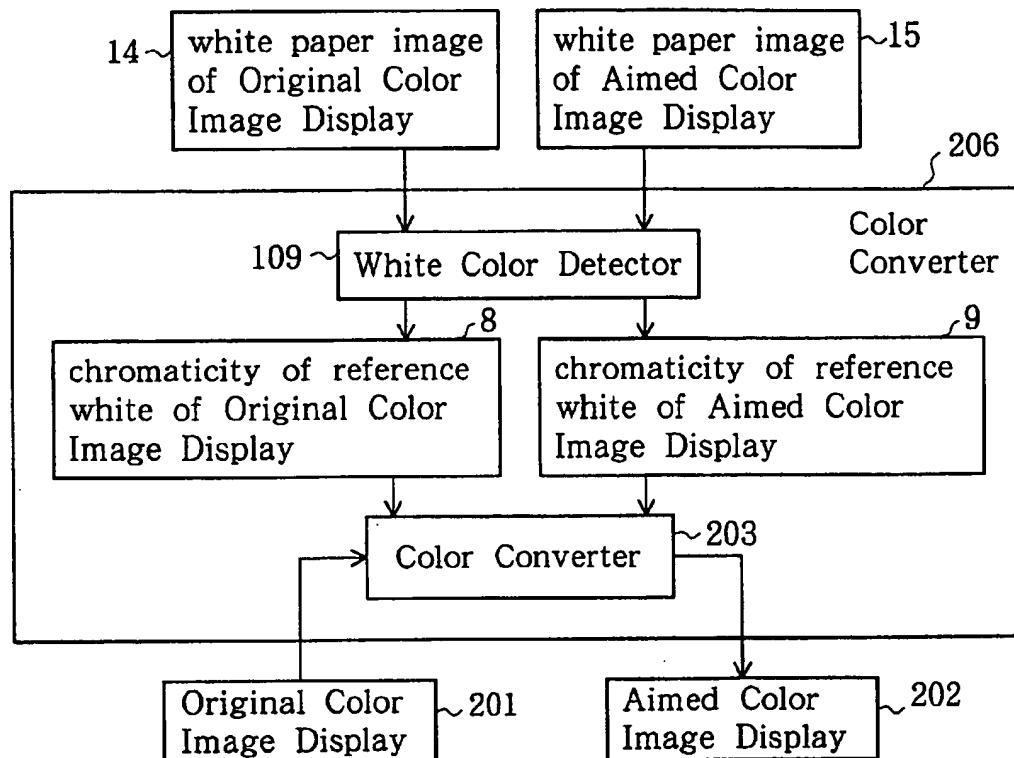 14
white paper image
of Original Color
Image Display
white paper image
of Aimed Color
Image Display
15
206
Color
Converter
109
White Color Detector
8
chromaticity of reference
white of Original Color
Image Display
9
chromaticity of reference
white of Aimed Color
Image Display
Color Converter
203
Original Color
Image Display
201
Aimed Color
Image Display
202